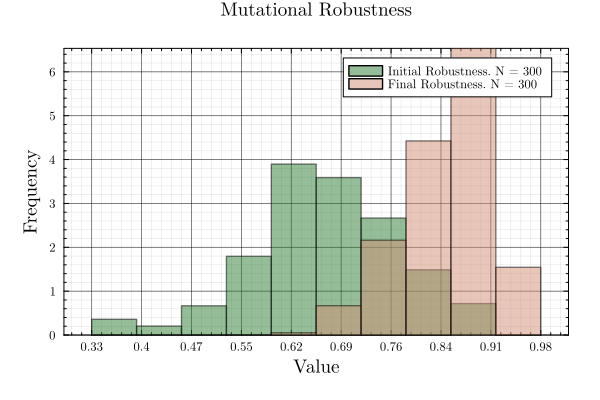 Mutational Robustness
Initial Robustness. N = 300
Final Robustness. N = 300
Frequency
6
5
4
3
2
1
0
0.33 0.4 0.47 0.55 0.62 0.69 0.76 0.84 0.91 0.98
Value